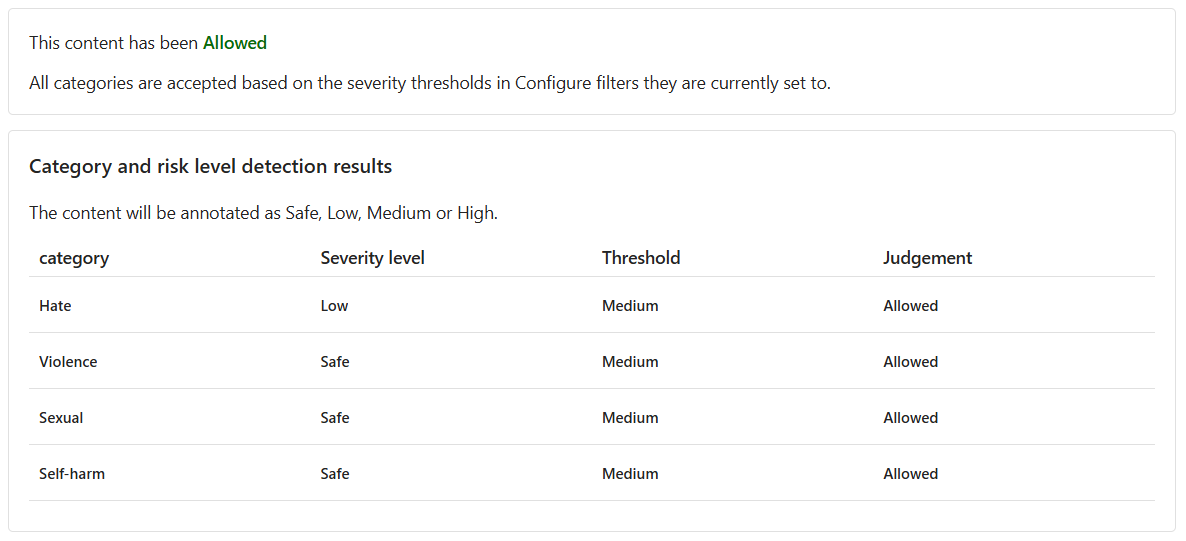 This content has been Allowed
All categories are accepted based on the severity thresholds in Configure filters they are currently set to.
Category and risk level detection results
The content will be annotated as Safe, Low, Medium or High.
category Severity level Threshold Judgement
Hate Low Medium Allowed
Violence Safe Medium Allowed
Sexual Safe Medium Allowed
Self-harm Safe Medium Allowed